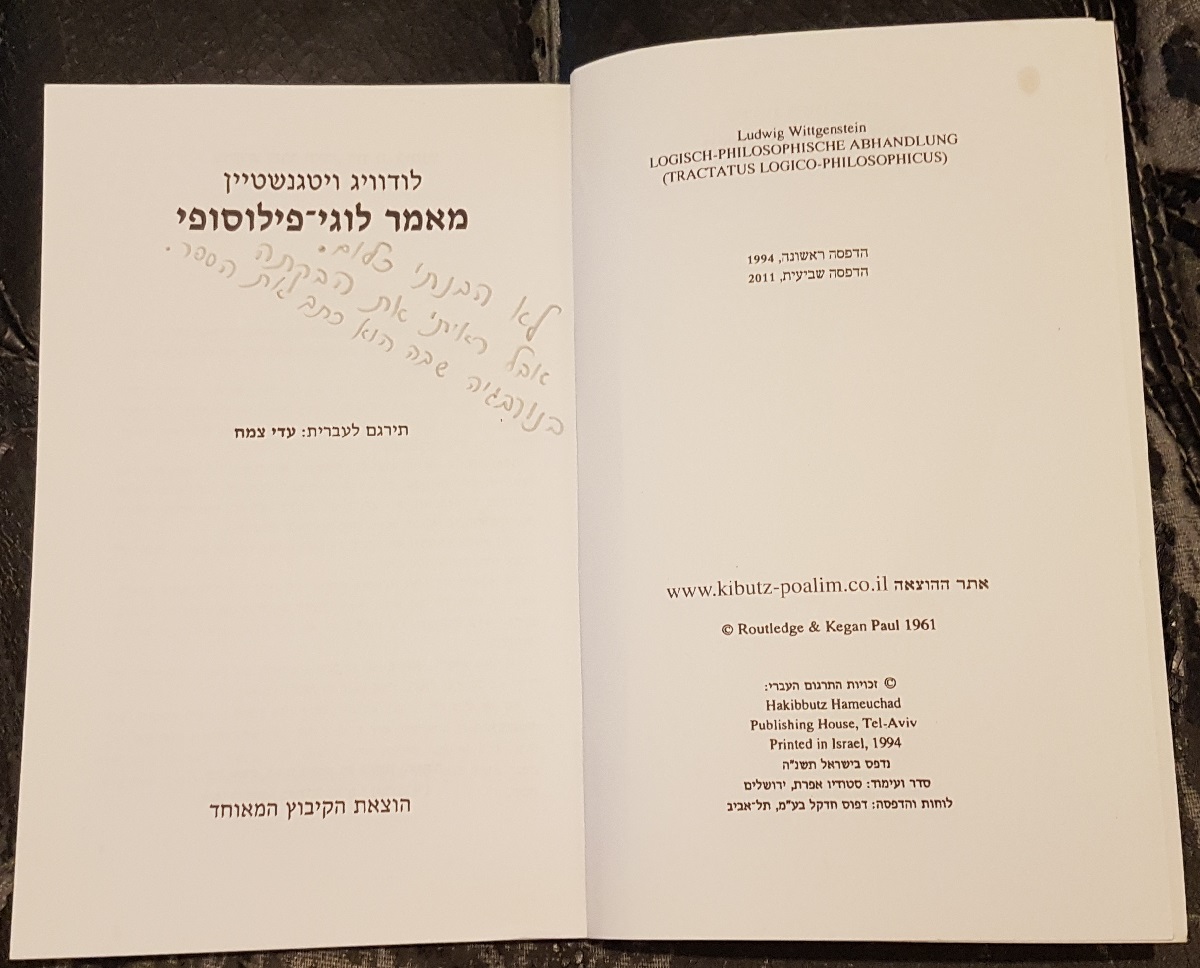 לודוויג ויטגנשטיין
מאמר לוגי־פילוסופי
לא הבנתי כלום.
אבל ראיתי את הבקתה
בנורבגיה שבה הוא כתב את הספר.
תירגם לעברית: עדי צמח
הוצאת הקיבוץ המאוחד
Ludwig Wittgenstein
LOGISCH-PHILOSOPHISCHE ABHANDLUNG
(TRACTATUS LOGICO-PHILOSOPHICUS)
הדפסה ראשונה, 1994
הדפסה שביעית, 2011
אתר ההוצאה www.kibutz-poalim.co.il
© Routledge & Kegan Paul 1961
© זכויות התרגום העברי:
Hakibbutz Hameuchad
Publishing House, Tel-Aviv
Printed in Israel, 1994
נדפס בישראל תשנ"ה
סדר ועימוד: סטודיו אפרת, ירושלים
לוחות והדפסה: דפוס חדקל בע"מ, תל־אביב